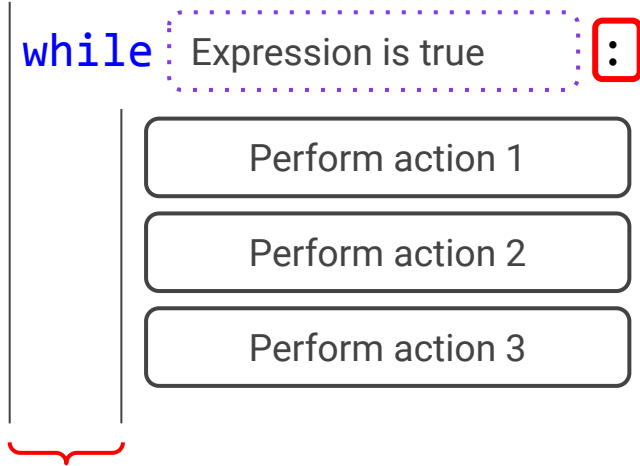 while Expression is true :
Perform action 1
Perform action 2
Perform action 3